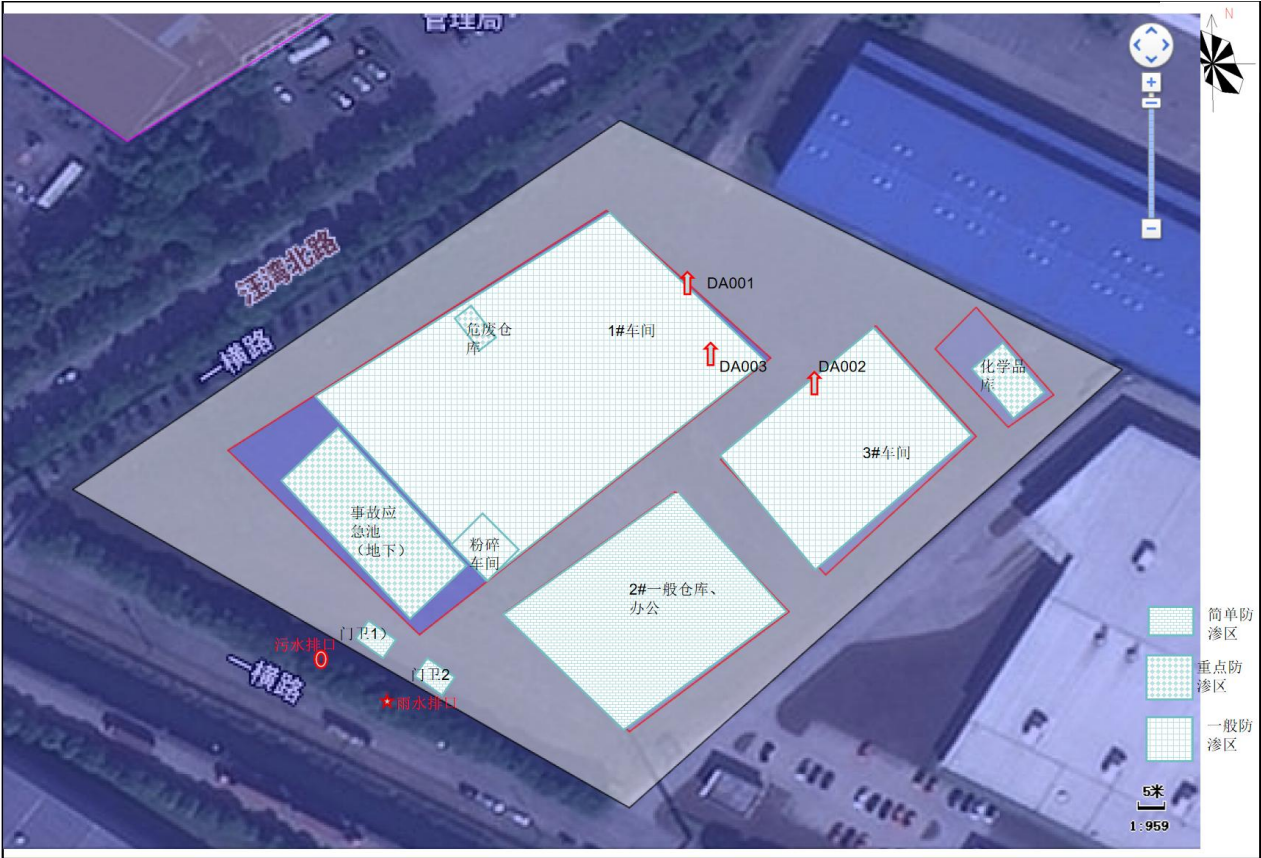 管理局
N
汪湾北路
一横路
DA001
危废仓
库
1#车间
DA003
DA002
化学品
库
3#车间
事故应
急池
（地下）
粉碎
车间
2#一般仓库、
办公
门卫1）
污水排口
门卫2
一横路
雨水排口
简单防
渗区
重点防
渗区
一般防
渗区
5米
1:959